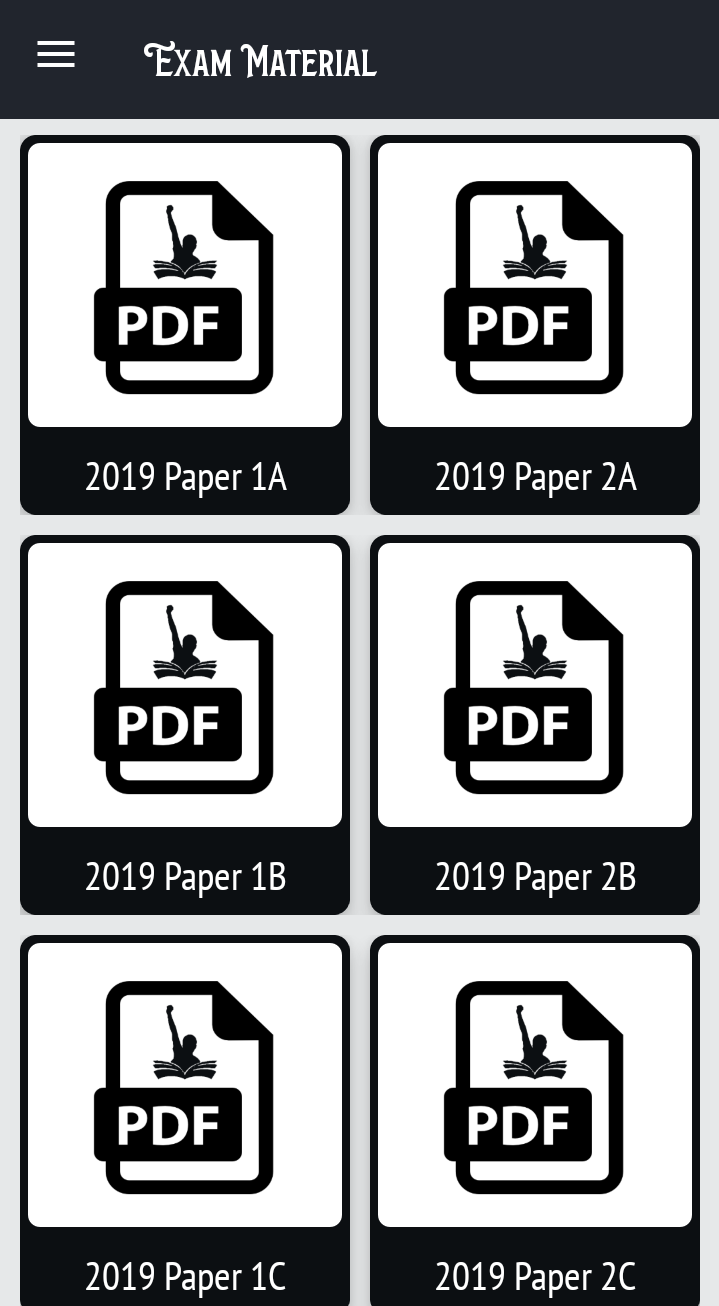 Exam Material
PDF
PDF
2019 Paper 1A
2019 Paper 2A
PDF
PDF
2019 Paper 1B
2019 Paper 2B
PDF
PDF
2019 Paper 1C
2019 Paper 2C